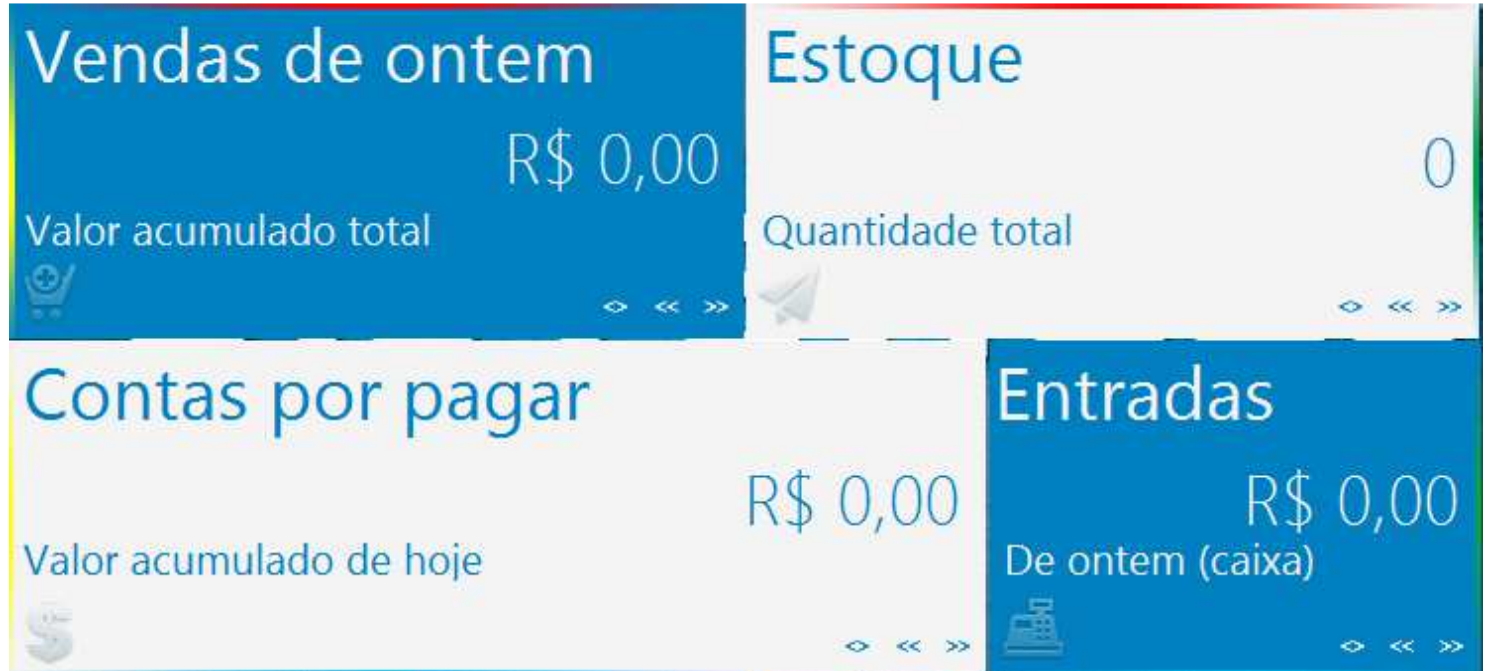 Vendas de ontem
R$ 0,00
Valor acumulado total
<> << >>
Estoque
0
Quantidade total
<> << >>
Contas por pagar
R$ 0,00
Valor acumulado de hoje
<> << >>
Entradas
R$ 0,00
De ontem (caixa)
<> << >>